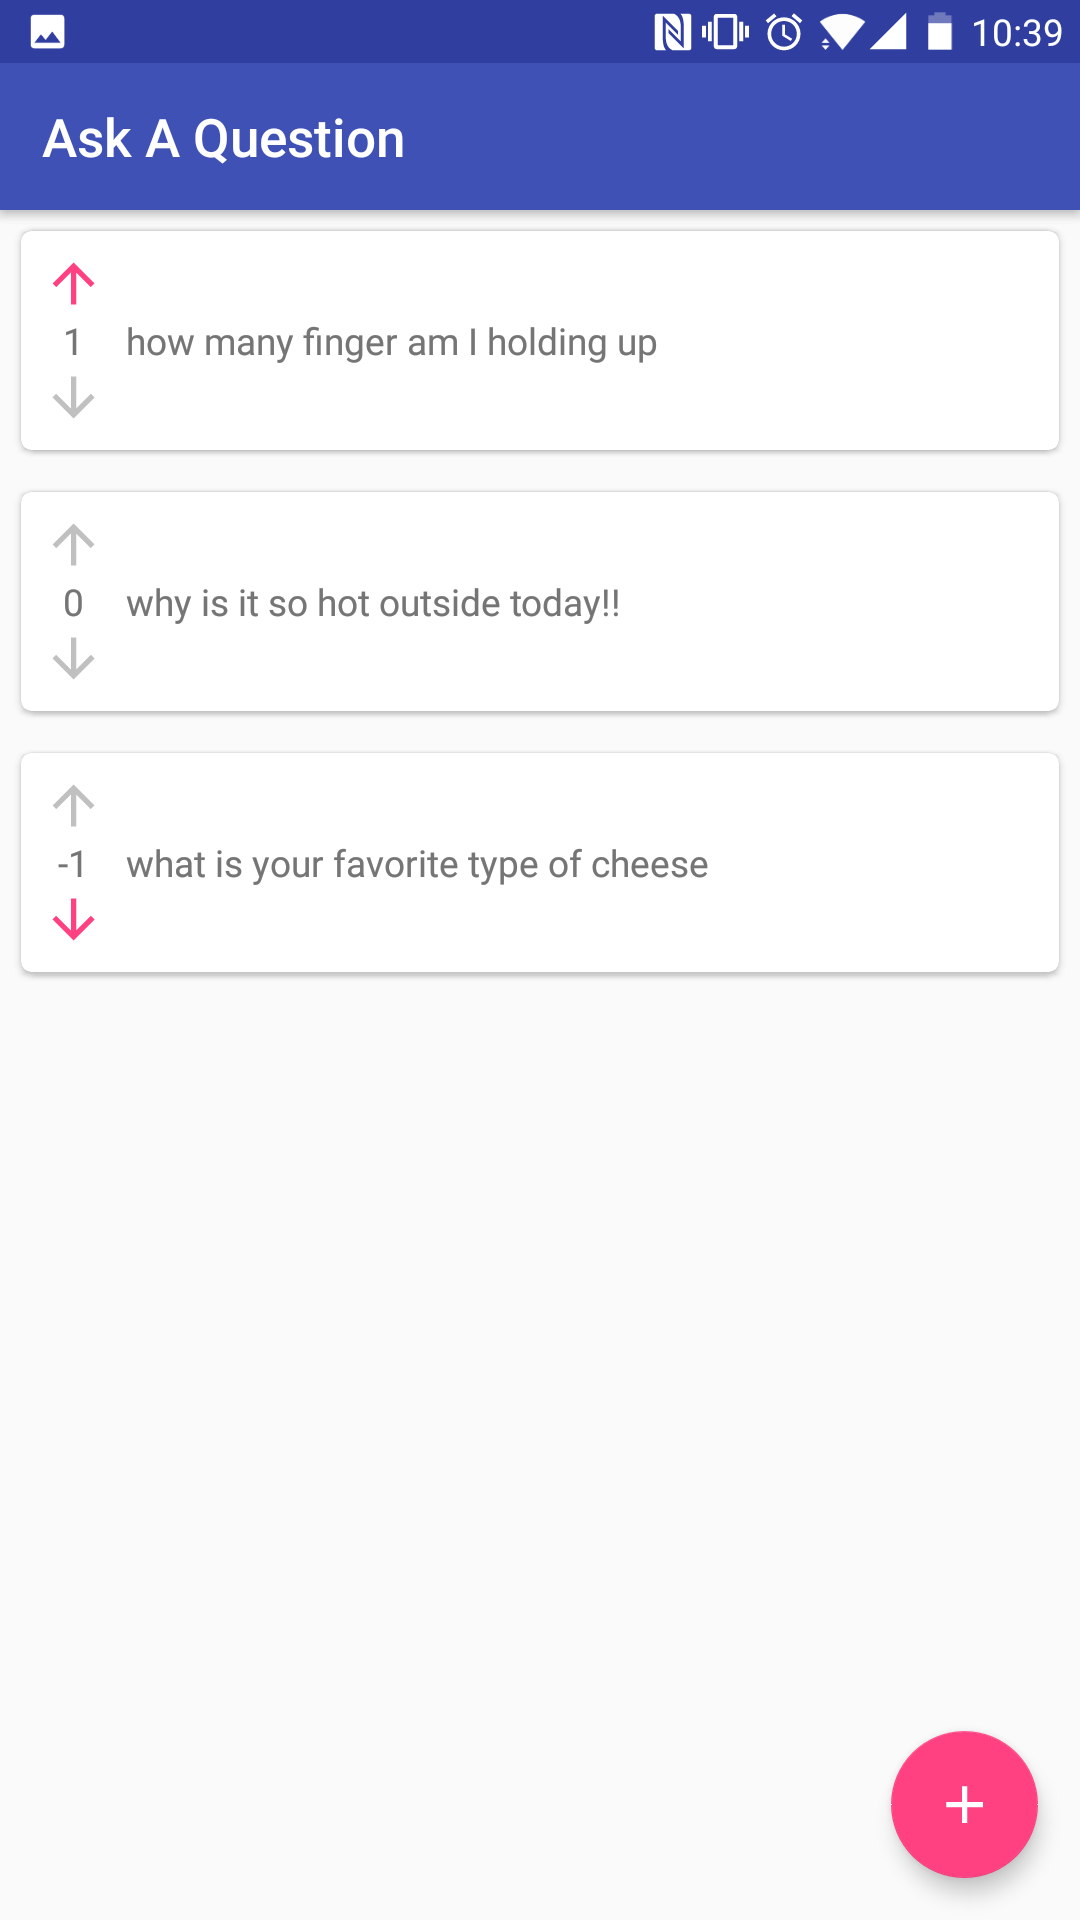 10:39
Ask A Question
1
how many finger am I holding up
0
why is it so hot outside today!!
-1
what is your favorite type of cheese